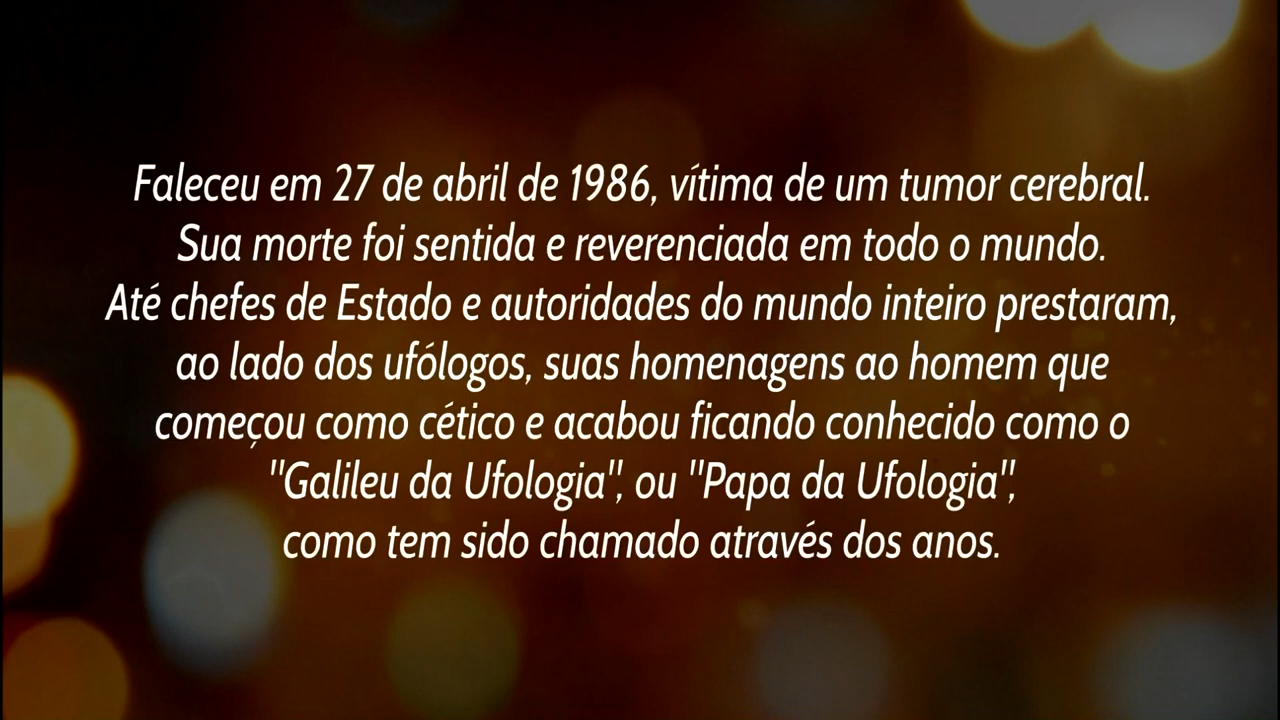 Faleceu em 27 de abril de 1986, vítima de um tumor cerebral.
Sua morte foi sentida e reverenciada em todo o mundo.
Até chefes de Estado e autoridades do mundo inteiro prestaram,
ao lado dos ufólogos, suas homenagens ao homem que
começou como cético e acabou ficando conhecido como o
"Galileu da Ufologia", ou "Papa da Ufologia",
como tem sido chamado através dos anos.